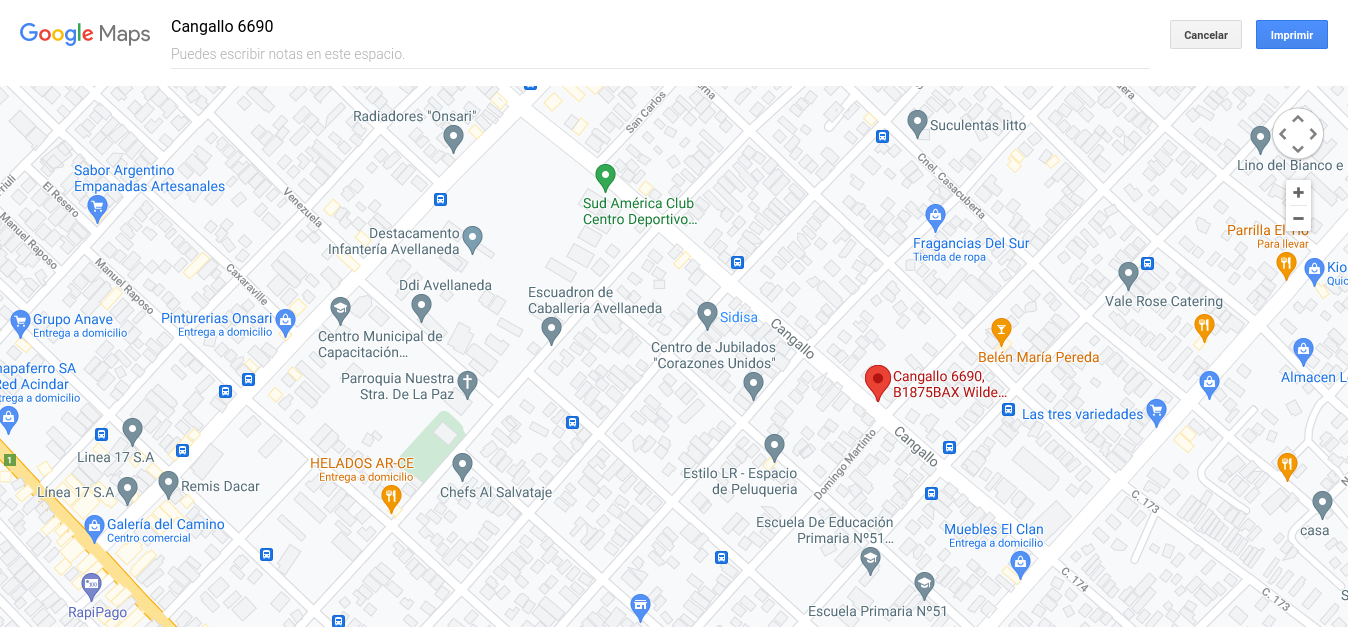 Google Maps
Cangallo 6690
Puedes escribir notas en este espacio.
Cancelar
Imprimir
Radiadores "Onsari"
San Carlos
Suculentas litto
Lino del Bianco e
Sabor Argentino
Empanadas Artesanales
El Resero
Venezuela
Cnel. Casacuberta
Sud América Club
Centro Deportivo...
Manuel Raposo
Destacamento
Infantería Avellaneda
Fragancias Del Sur
Tienda de ropa
Parrilla El Tío
Para llevar
Manuel Raposo
Caxaraville
Ddi Avellaneda
Escuadron de
Caballeria Avellaneda
Vale Rose Catering
Kio
Quic
Grupo Anave
Entrega a domicilio
Pinturerias Onsari
Entrega a domicilio
Centro Municipal de
Capacitación...
Sidisa
Cangallo
Centro de Jubilados
"Corazones Unidos"
Belén María Pereda
napaferro SA
Red Acindar
trega a domicilio
Parroquia Nuestra
Stra. De La Paz
Cangallo 6690,
B1875BAX Wilde...
Almacen L
Las tres variedades
Linea 17 S.A
1
HELADOS AR-CE
Entrega a domicilio
Cangallo
Domingo Martinto
Línea 17 S.A
Remis Dacar
Chefs Al Salvataje
Estilo LR - Espacio
de Peluqueria
C. 173
Galería del Camino
Centro comercial
Escuela De Educación
Primaria Nº51...
Muebles El Clan
Entrega a domicilio
casa
C. 174
C. 173
RapiPago
Escuela Primaria Nº51